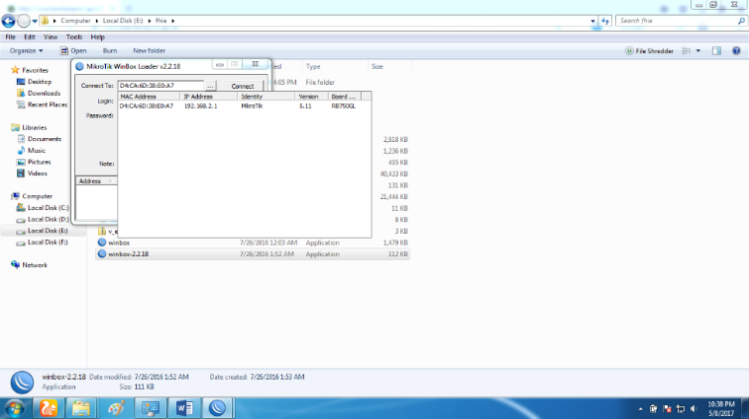 Computer ▸ Local Disk (E:) ▸ fhie ▸
Search fhie
File Edit View Tools Help
Organize ▾ Open Burn New folder File Shredder
Favorites
Desktop
Downloads
Recent Places
Libraries
Documents
Music
Pictures
Videos
Computer
Local Disk (C:)
Local Disk (D:)
Local Disk (E:)
Local Disk (F:)
Network
MikroTik WinBox Loader v2.2.18
Connect To: D4:CA:6D:3B:E0:A7 ... Connect
Login:
Password:
Note:
Address
MAC Address IP Address Identity Version Board ...
D4:CA:6D:3B:E0:A7 192.168.2.1 MikroTik 5.11 RB750GL
Type Size
File folder
2,818 KB
1,236 KB
405 KB
40,433 KB
131 KB
21,444 KB
11 KB
8 KB
3 KB
winbox 7/26/2016 12:03 AM Application 1,479 KB
winbox-2.2.18 7/26/2016 1:52 AM Application 112 KB
winbox-2.2.18 Date modified: 7/26/2016 1:52 AM Date created: 7/26/2016 1:53 AM
Application Size: 111 KB
10:38 PM
5/8/2017